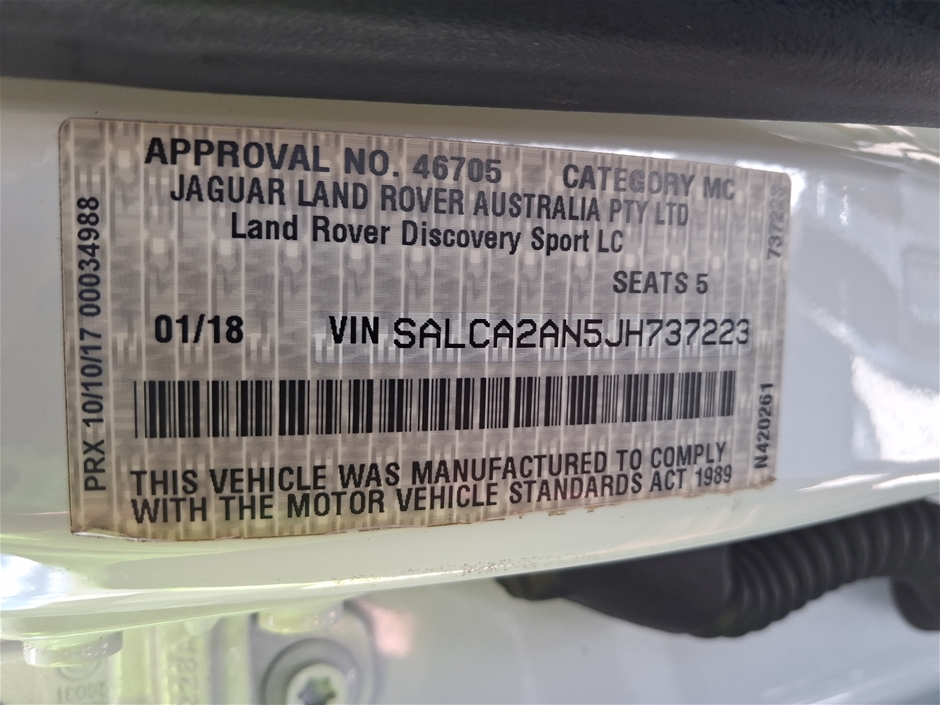 APPROVAL NO. 46705 CATEGORY MC
JAGUAR LAND ROVER AUSTRALIA PTY LTD
Land Rover Discovery Sport LC
SEATS 5
01/18 VIN SALCA2AN5JH737223
THIS VEHICLE WAS MANUFACTURED TO COMPLY
WITH THE MOTOR VEHICLE STANDARDS ACT 1989
PRX 10/10/17 00034988
737223
N420261